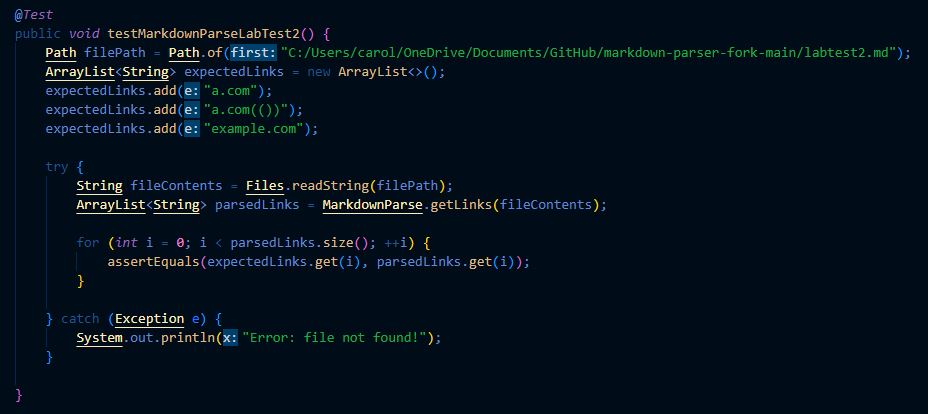 @Test
public void testMarkdownParseLabTest2() {
    Path filePath = Path.of(first: "C:/Users/carol/OneDrive/Documents/GitHub/markdown-parser-fork-main/labtest2.md");
    ArrayList<String> expectedLinks = new ArrayList<>();
    expectedLinks.add(e: "a.com");
    expectedLinks.add(e: "a.com(())");
    expectedLinks.add(e: "example.com");
    try {
        String fileContents = Files.readString(filePath);
        ArrayList<String> parsedLinks = MarkdownParse.getLinks(fileContents);
        for (int i = 0; i < parsedLinks.size(); ++i) {
            assertEquals(expectedLinks.get(i), parsedLinks.get(i));
        }
    } catch (Exception e) {
        System.out.println(x: "Error: file not found!");
    }
}